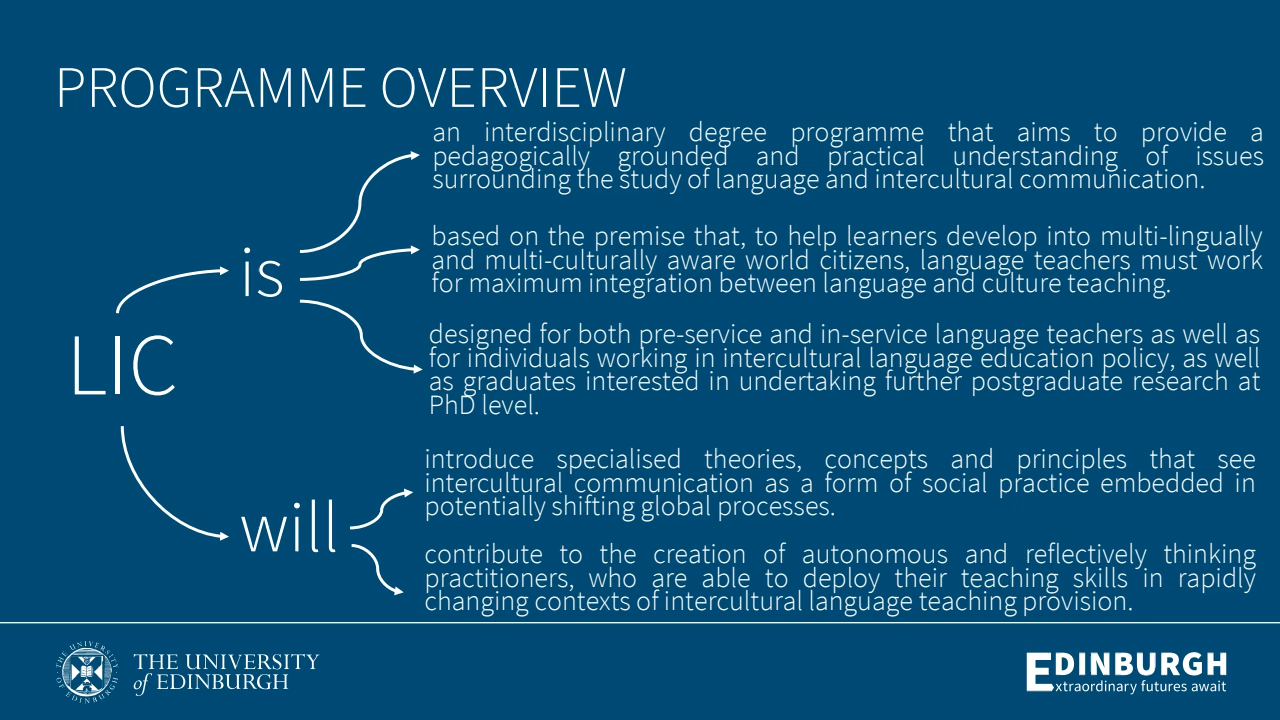 PROGRAMME OVERVIEW
an interdisciplinary degree programme that aims to provide a
pedagogically grounded and practical understanding of issues
surrounding the study of language and intercultural communication.
is
based on the premise that, to help learners develop into multi-lingually
and multi-culturally aware world citizens, language teachers must work
for maximum integration between language and culture teaching.
LIC
designed for both pre-service and in-service language teachers as well as
for individuals working in intercultural language education policy, as well
as graduates interested in undertaking further postgraduate research at
PhD level.
will
introduce specialised theories, concepts and principles that see
intercultural communication as a form of social practice embedded in
potentially shifting global processes.
contribute to the creation of autonomous and reflectively thinking
practitioners, who are able to deploy their teaching skills in rapidly
changing contexts of intercultural language teaching provision.
THE UNIVERSITY OF EDINBURGH
THE UNIVERSITY
of EDINBURGH
EDINBURGH
Extraordinary futures await